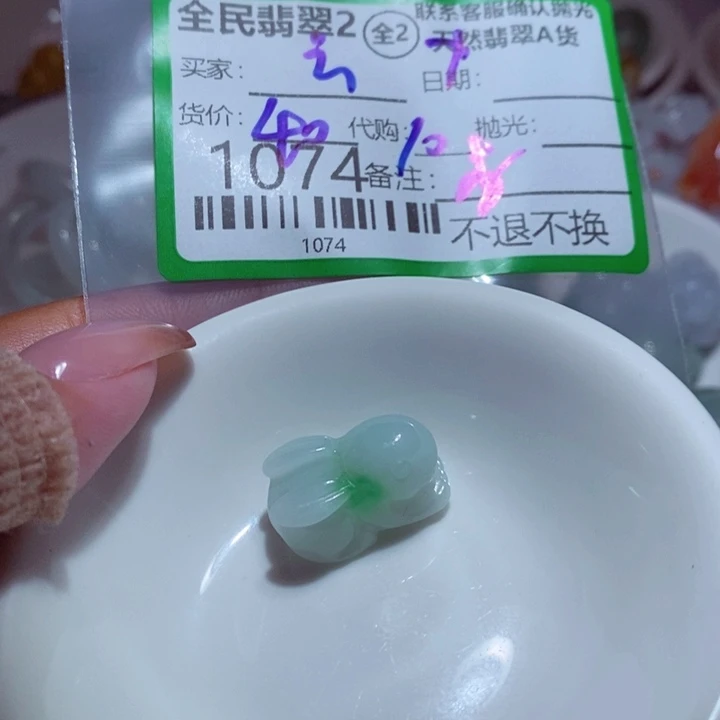 全民翡翠2 全2 联系客服确认抛光
天然翡翠A货
买家: 日期:
货价: 代购: 10 抛光:
1074 备注:
1074 不退不换